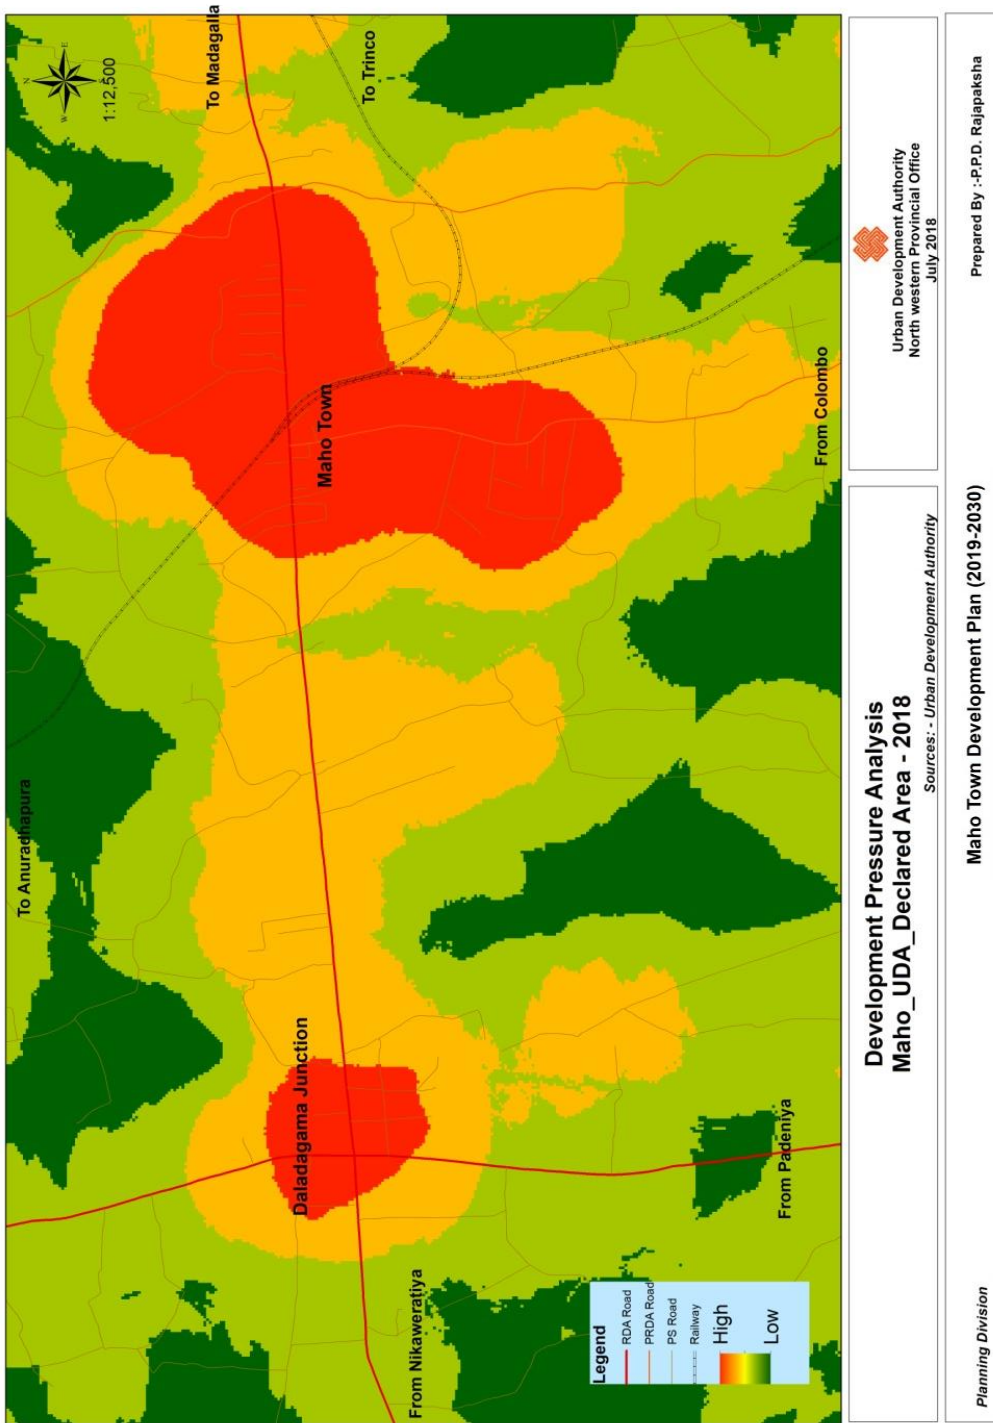 N
E
W
S
1:12,500
To Madagalla
To Trinco
To Anuradhapura
Maho Town
Daladagama Junction
From Nikaweratiya
From Padeniya
From Colombo
Legend
RDA Road
PRDA Road
PS Road
Railway
High
Low
Development Pressure Analysis
Maho_UDA_Declared Area - 2018
Sources: - Urban Development Authority
Urban Development Authority
North western Provincial Office
July 2018
Planning Division
Maho Town Development Plan (2019-2030)
Prepared By :-P.P.D. Rajapaksha